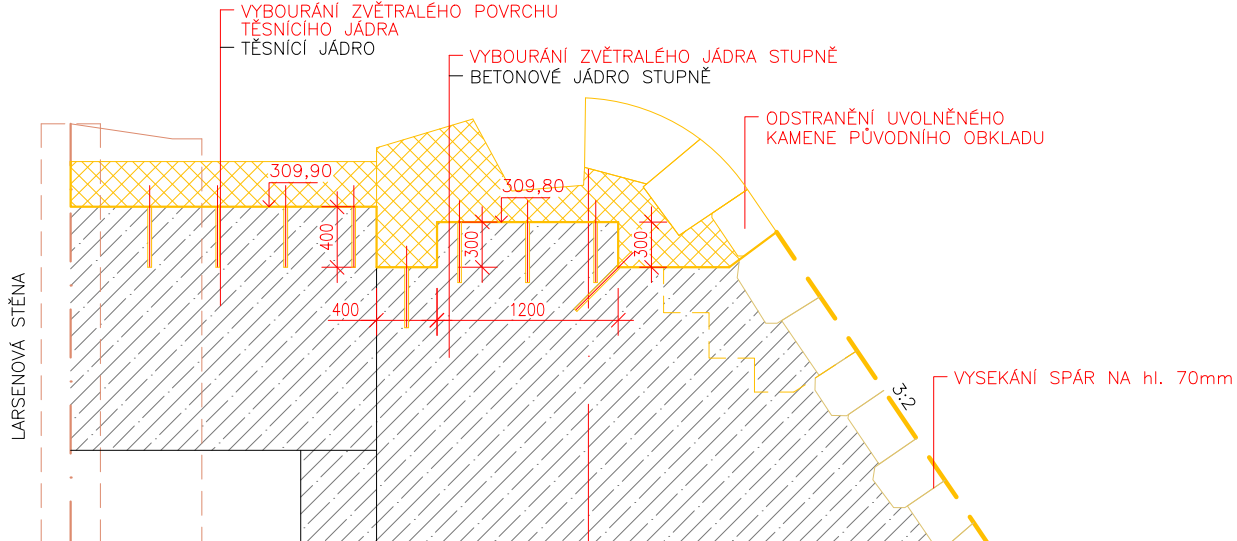 VYBOURÁNÍ ZVĚTRALÉHO POVRCHU
TĚSNÍCÍHO JÁDRA
TĚSNÍCÍ JÁDRO
VYBOURÁNÍ ZVĚTRALÉHO JÁDRA STUPNĚ
BETONOVÉ JÁDRO STUPNĚ
ODSTRANĚNÍ UVOLNĚNÉHO
KAMENE PŮVODNÍHO OBKLADU
309,90
309,80
400
300
300
400
1200
LARSENOVÁ STĚNA
3:2
VYSEKÁNÍ SPÁR NA hl. 70mm